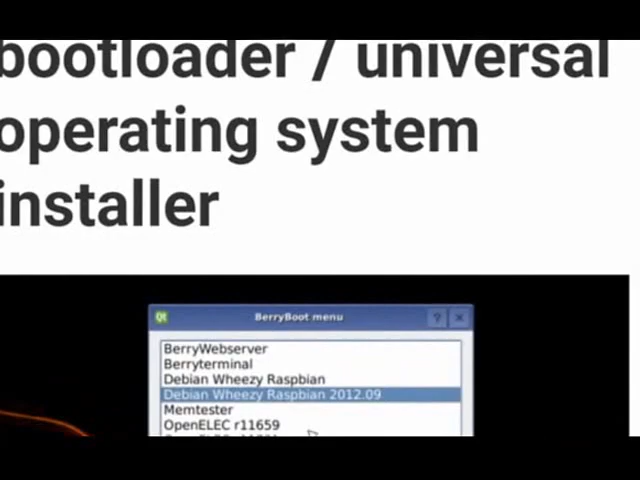 bootloader / universal
operating system
installer
Qt
BerryBoot menu
?
BerryWebserver
Berryterminal
Debian Wheezy Raspbian
Debian Wheezy Raspbian 2012.09
Memtester
OpenELEC r11659